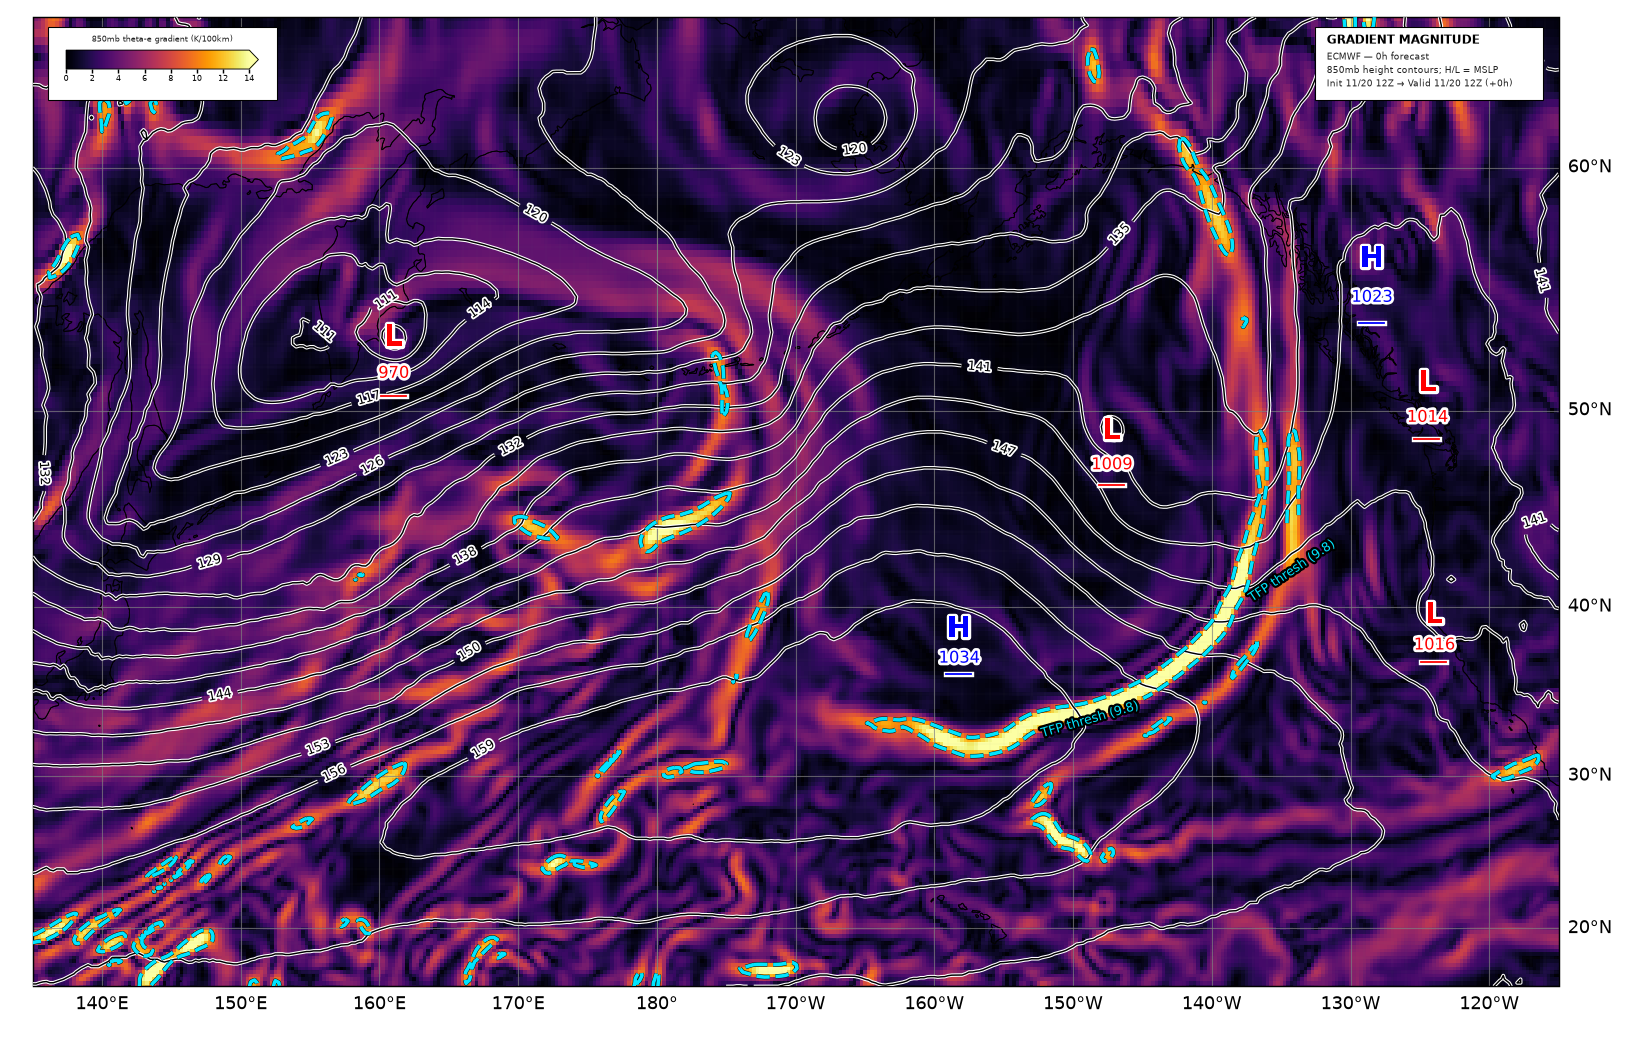 850mb theta-e gradient (K/100km)
0 2 4 6 8 10 12 14
GRADIENT MAGNITUDE
ECMWF — 0h forecast
850mb height contours; H/L = MSLP
Init 11/20 12Z → Valid 11/20 12Z (+0h)
123
120
60°N
120
135
H
1023
141
111
114
111
L
970
117
141
L
1014
50°N
L
1009
132
147
123
126
132
141
129
138
TFP thresh (9.8)
40°N
H
1034
L
1016
150
144
TFP thresh (9.8)
153
159
156
30°N
20°N
140°E 150°E 160°E 170°E 180° 170°W 160°W 150°W 140°W 130°W 120°W